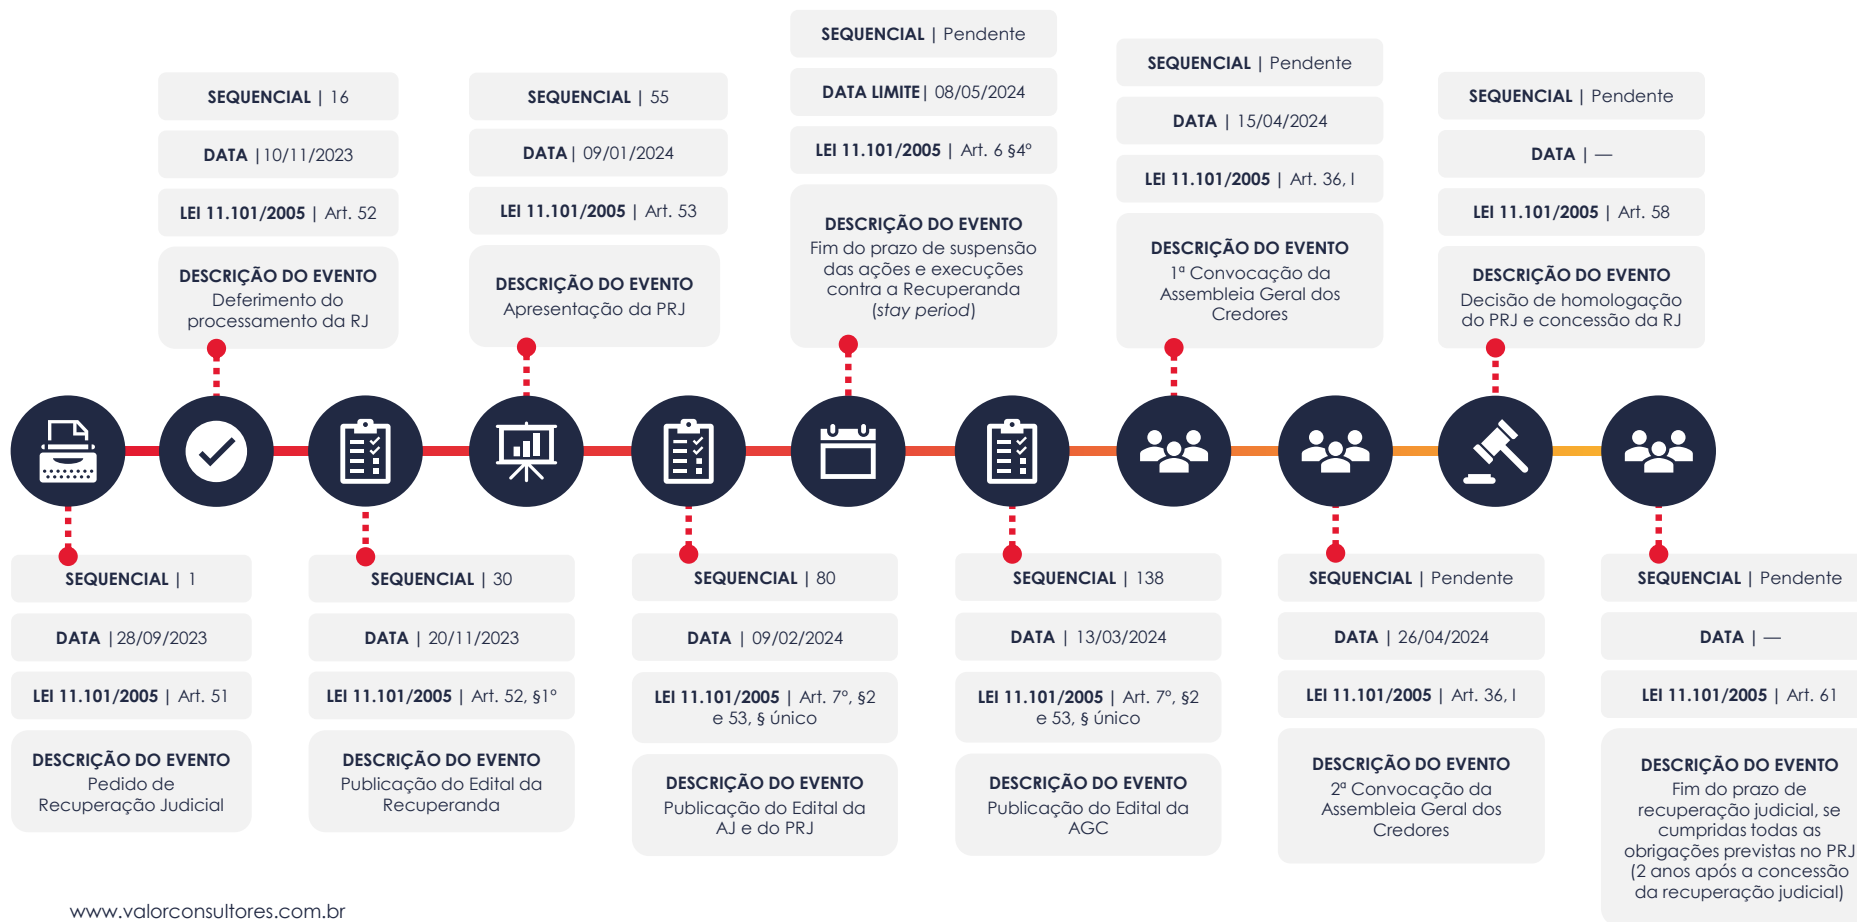 SEQUENCIAL | 16
DATA |10/11/2023
LEI 11.101/2005 | Art. 52
DESCRIÇÃO DO EVENTO
Deferimento do
processamento da RJ
SEQUENCIAL | 55
DATA| 09/01/2024
LEI 11.101/2005 | Art. 53
DESCRIÇÃO DO EVENTO
Apresentação da PRJ
SEQUENCIAL | Pendente
DATA LIMITE| 08/05/2024
LEI 11.101/2005 | Art. 6 §4º
DESCRIÇÃO DO EVENTO
Fim do prazo de suspensão
das ações e execuções
contra a Recuperanda
(stay period)
SEQUENCIAL | Pendente
DATA | 15/04/2024
LEI 11.101/2005 | Art. 36, I
DESCRIÇÃO DO EVENTO
1ª Convocação da
Assembleia Geral dos
Credores
SEQUENCIAL | Pendente
DATA | —
LEI 11.101/2005 | Art. 58
DESCRIÇÃO DO EVENTO
Decisão de homologação
do PRJ e concessão da RJ
SEQUENCIAL | 1
DATA |28/09/2023
LEI 11.101/2005 | Art. 51
DESCRIÇÃO DO EVENTO
Pedido de
Recuperação Judicial
SEQUENCIAL | 30
DATA | 20/11/2023
LEI 11.101/2005 | Art. 52, §1º
DESCRIÇÃO DO EVENTO
Publicação do Edital da
Recuperanda
SEQUENCIAL | 80
DATA | 09/02/2024
LEI 11.101/2005 | Art. 7º, §2
e 53, § único
DESCRIÇÃO DO EVENTO
Publicação do Edital da
AJ e do PRJ
SEQUENCIAL | 138
DATA | 13/03/2024
LEI 11.101/2005 | Art. 7º, §2
e 53, § único
DESCRIÇÃO DO EVENTO
Publicação do Edital da
AGC
SEQUENCIAL | Pendente
DATA | 26/04/2024
LEI 11.101/2005 | Art. 36, I
DESCRIÇÃO DO EVENTO
2ª Convocação da
Assembleia Geral dos
Credores
SEQUENCIAL | Pendente
DATA | —
LEI 11.101/2005 | Art. 61
DESCRIÇÃO DO EVENTO
Fim do prazo de
recuperação judicial, se
cumpridas todas as
obrigações previstas no PRJ
(2 anos após a concessão
da recuperação judicial)
www.valorconsultores.com.br